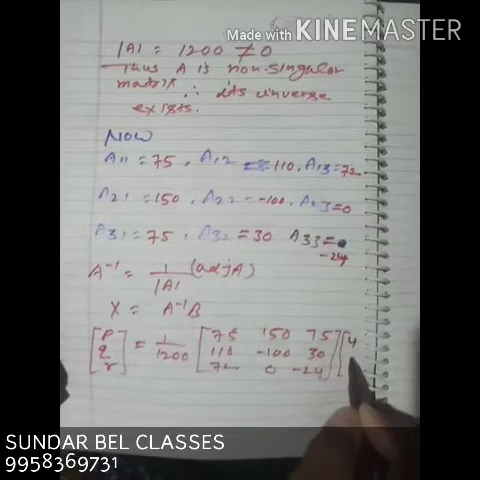 Made with KINEMASTER
|A| = 1200 ≠ 0
Thus A is non-singular
matrix ∴ its inverse
exists.
NOW
A11 = 75, A12 = 110, A13 = 72
A21 = 150, A22 = -100, A23 = 0
A31 = 75, A32 = 30 A33 =
-24
A⁻¹ = 1/|A| (adj A)
X = A⁻¹B
[P q r] = 1/1200 [75 150 75 / 110 -100 30 / 72 0 -24] [4
SUNDAR BEL CLASSES
9958369731